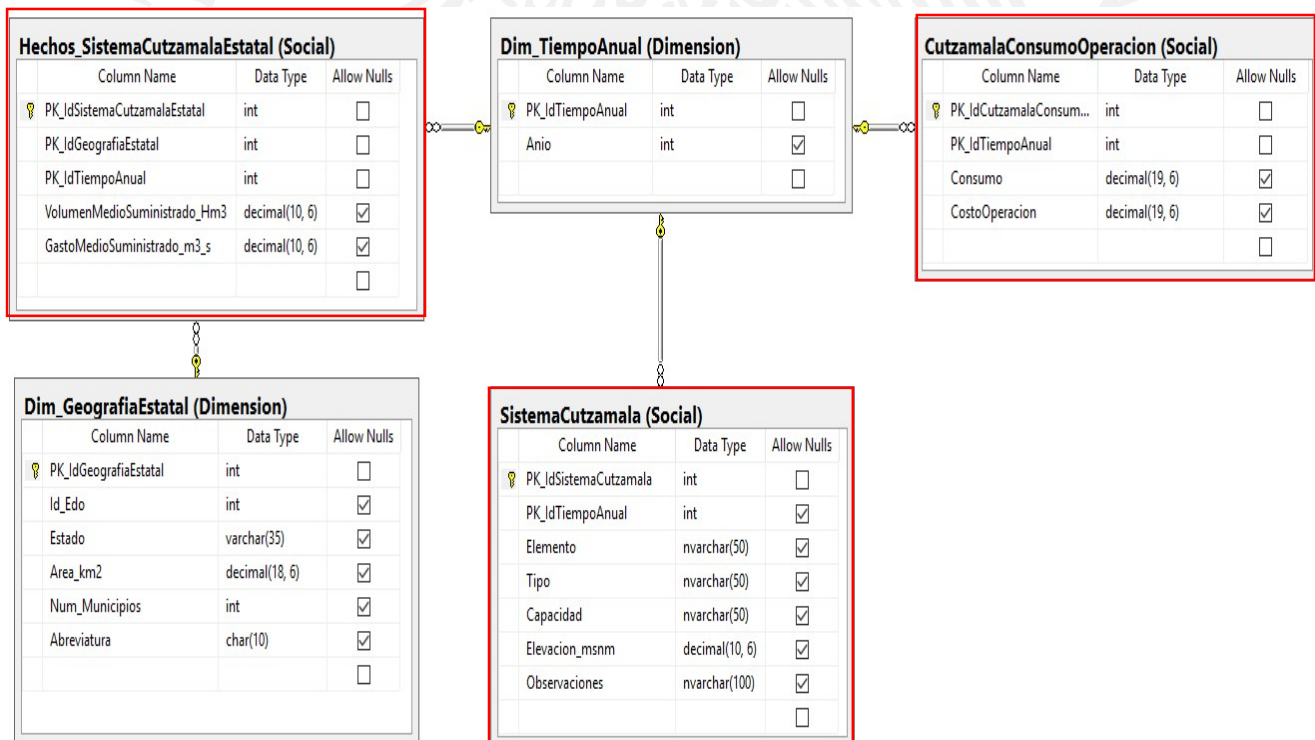 Hechos_SistemaCutzamalaEstatal (Social)
Column Name Data Type Allow Nulls
PK_IdSistemaCutzamalaEstatal int
PK_IdGeografiaEstatal int
PK_IdTiempoAnual int
VolumenMedioSuministrado_Hm3 decimal(10, 6)
GastoMedioSuministrado_m3_s decimal(10, 6)
Dim_TiempoAnual (Dimension)
Column Name Data Type Allow Nulls
PK_IdTiempoAnual int
Anio int
CutzamalaConsumoOperacion (Social)
Column Name Data Type Allow Nulls
PK_IdCutzamalaConsum... int
PK_IdTiempoAnual int
Consumo decimal(19, 6)
CostoOperacion decimal(19, 6)
Dim_GeografiaEstatal (Dimension)
Column Name Data Type Allow Nulls
PK_IdGeografiaEstatal int
Id_Edo int
Estado varchar(35)
Area_km2 decimal(18, 6)
Num_Municipios int
Abreviatura char(10)
SistemaCutzamala (Social)
Column Name Data Type Allow Nulls
PK_IdSistemaCutzamala int
PK_IdTiempoAnual int
Elemento nvarchar(50)
Tipo nvarchar(50)
Capacidad nvarchar(50)
Elevacion_msnm decimal(10, 6)
Observaciones nvarchar(100)